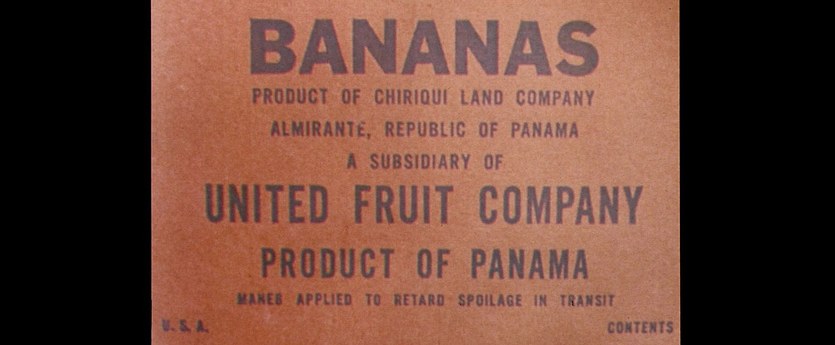 BANANAS
PRODUCT OF CHIRIQUI LAND COMPANY
ALMIRANTE, REPUBLIC OF PANAMA
A SUBSIDIARY OF
UNITED FRUIT COMPANY
PRODUCT OF PANAMA
MANEB APPLIED TO RETARD SPOILAGE IN TRANSIT
U. S. A. CONTENTS